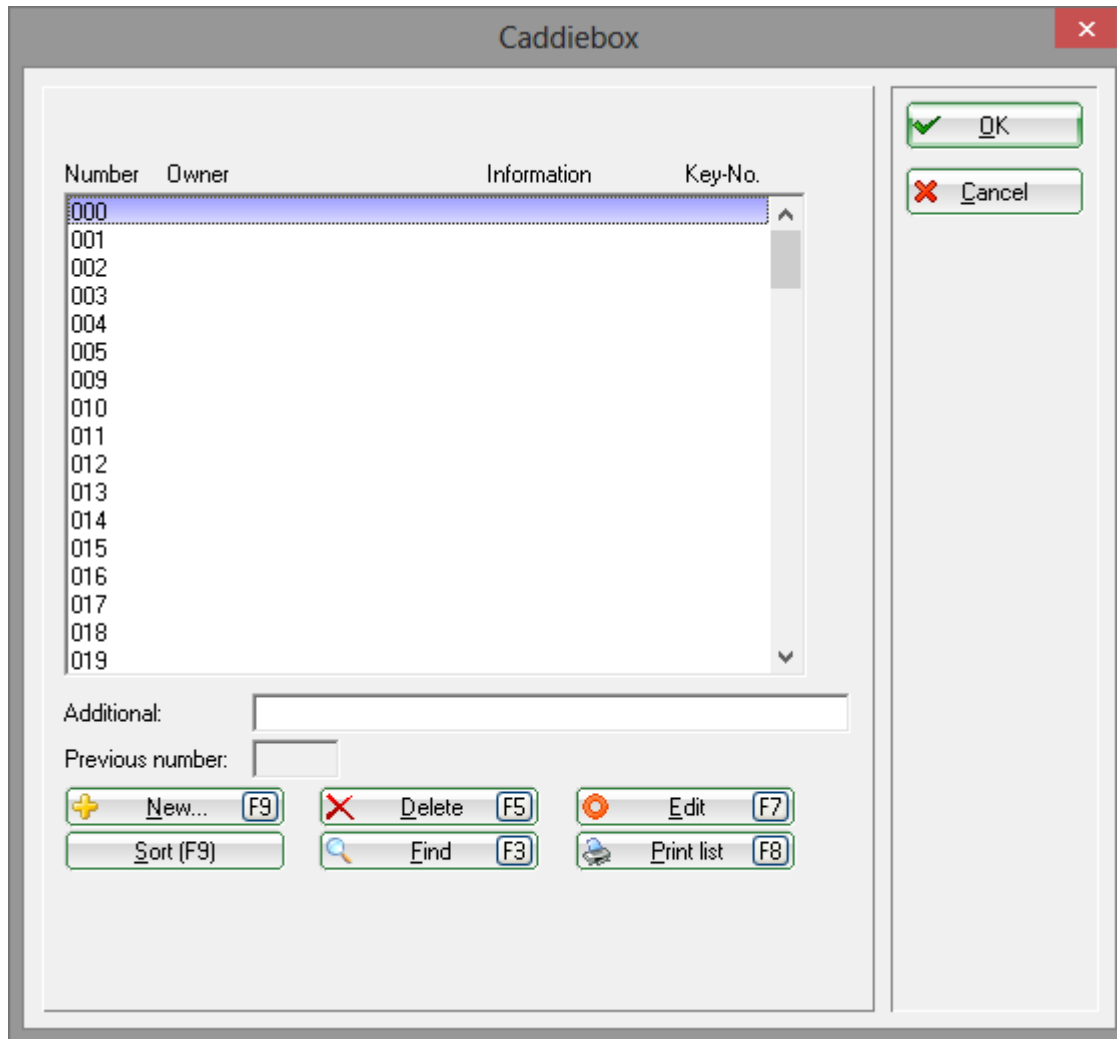 Caddiebox
OK
Cancel
Number Owner Information Key-No.
000
001
002
003
004
005
009
010
011
012
013
014
015
016
017
018
019
Additional:
Previous number:
New... F9 Delete F5 Edit F7
Sort (F9) Find F3 Print list F8